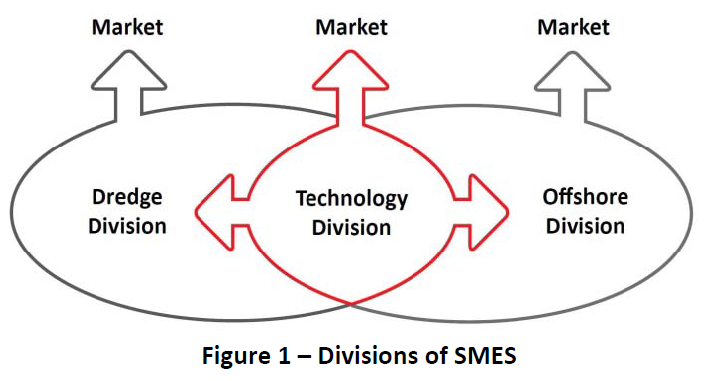 Market
Market
Market
Dredge
Division
Technology
Division
Offshore
Division
Figure 1 – Divisions of SMES